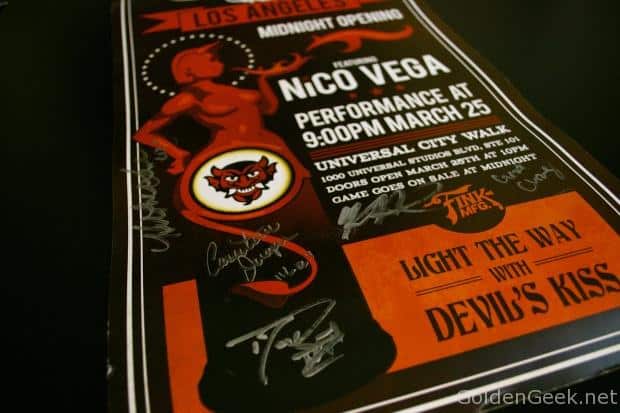 LOS ANGELES
MIDNIGHT OPENING
FEATURING
NiCO VEGA
PERFORMANCE AT
9:00PM MARCH 25
UNIVERSAL CITY WALK
1000 UNIVERSAL STUDIOS BLVD. STE 101
DOORS OPEN MARCH 25TH AT 10PM
GAME GOES ON SALE AT MIDNIGHT
FINK
MFG.
LIGHT THE WAY
WITH
DEVIL'S KISS
GoldenGeek.net